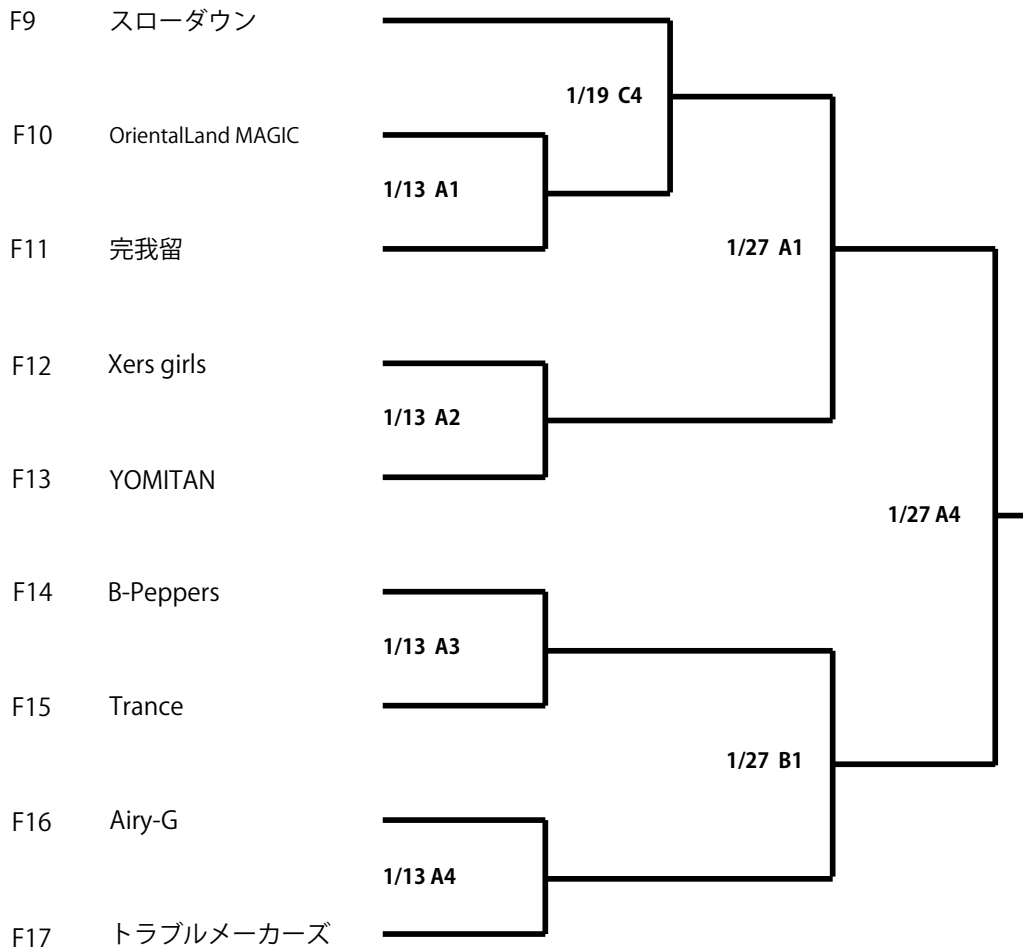 F9 スローダウン
1/19 C4
F10 OrientalLand MAGIC
1/13 A1
F11 完我留
1/27 A1
F12 Xers girls
1/13 A2
F13 YOMITAN
1/27 A4
F14 B-Peppers
1/13 A3
F15 Trance
1/27 B1
F16 Airy-G
1/13 A4
F17 トラブルメーカーズ